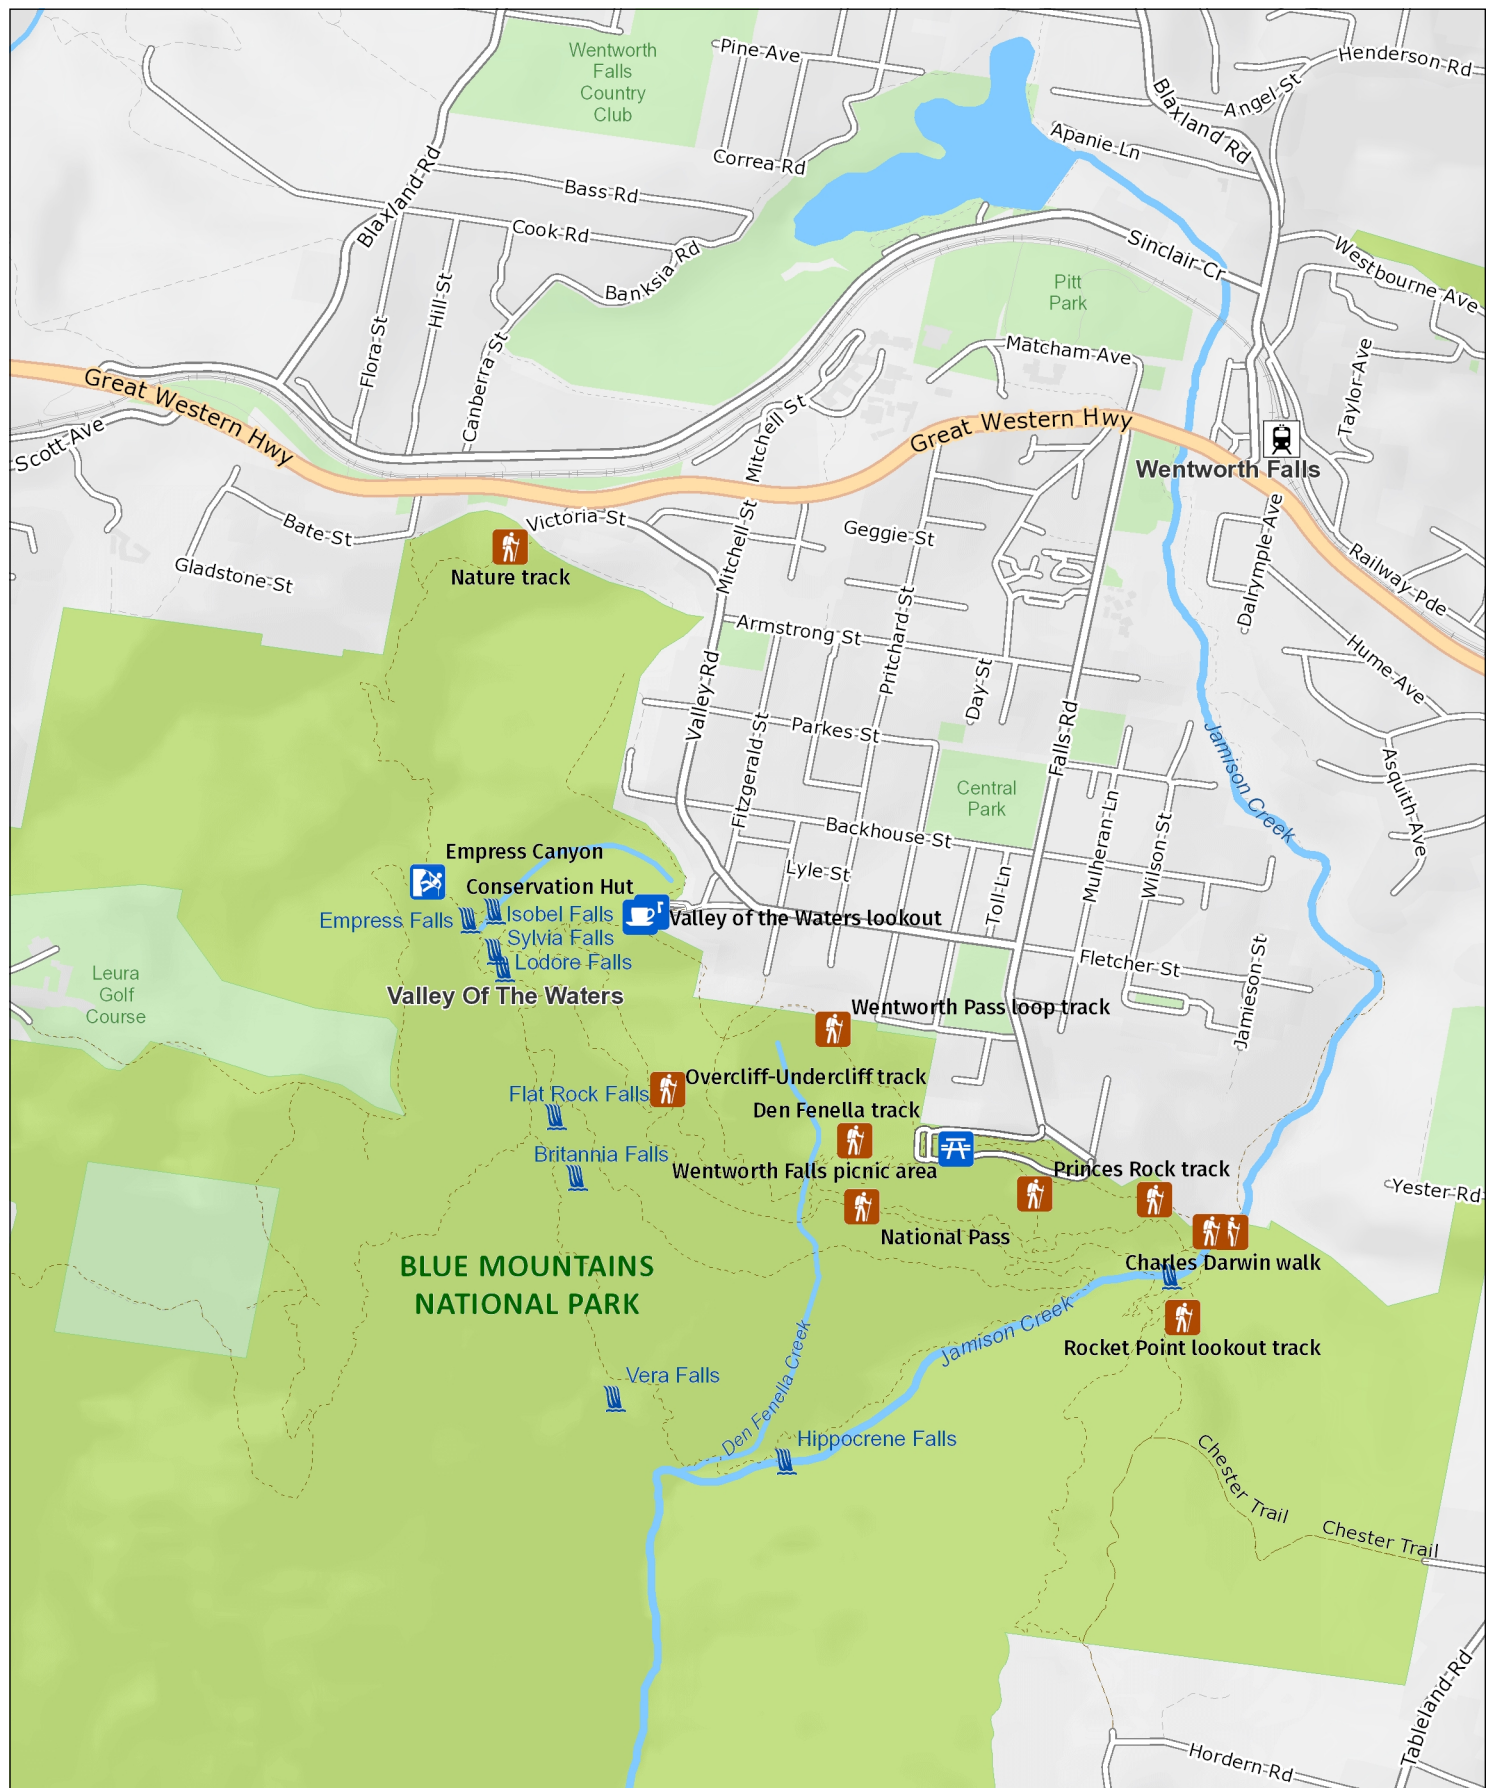 Wentworth
Falls
Country
Club
Pine Ave
Henderson Rd
Angel St
Blaxland Rd
Apanie Ln
Correa Rd
Bass Rd
Blaxland Rd
Cook Rd
Banksia Rd
Sinclair Cr
Westbourne Ave
Pitt
Park
Hill St
Flora St
Canberra St
Matcham Ave
Taylor Ave
Great Western Hwy
Great Western Hwy
Scott Ave
Mitchell St
Wentworth Falls
Mitchell St
Victoria St
Bate St
Geggie St
Dalrymple Ave
Railway Pde
Gladstone St
Nature track
Armstrong St
Pritchard St
Day St
Hume Ave
Valley Rd
Falls Rd
Parkes St
Fitzgerald St
Jamison Creek
Asquith Ave
Central
Park
Backhouse St
Mulheran Ln
Wilson St
Lyle St
Toll Ln
Empress Canyon
Conservation Hut
Empress Falls
Isobel Falls
Valley of the Waters lookout
Sylvia Falls
Lodore Falls
Fletcher St
Jamieson St
Leura
Golf
Course
Valley Of The Waters
Wentworth Pass loop track
Overcliff-Undercliff track
Flat Rock Falls
Den Fenella track
Britannia Falls
Wentworth Falls picnic area
Princes Rock track
Yester Rd
National Pass
Charles Darwin walk
BLUE MOUNTAINS
NATIONAL PARK
Jamison Creek
Rocket Point lookout track
Den Fenella Creek
Vera Falls
Hippocrene Falls
Chester Trail
Chester Trail
Tableland Rd
Hordern Rd